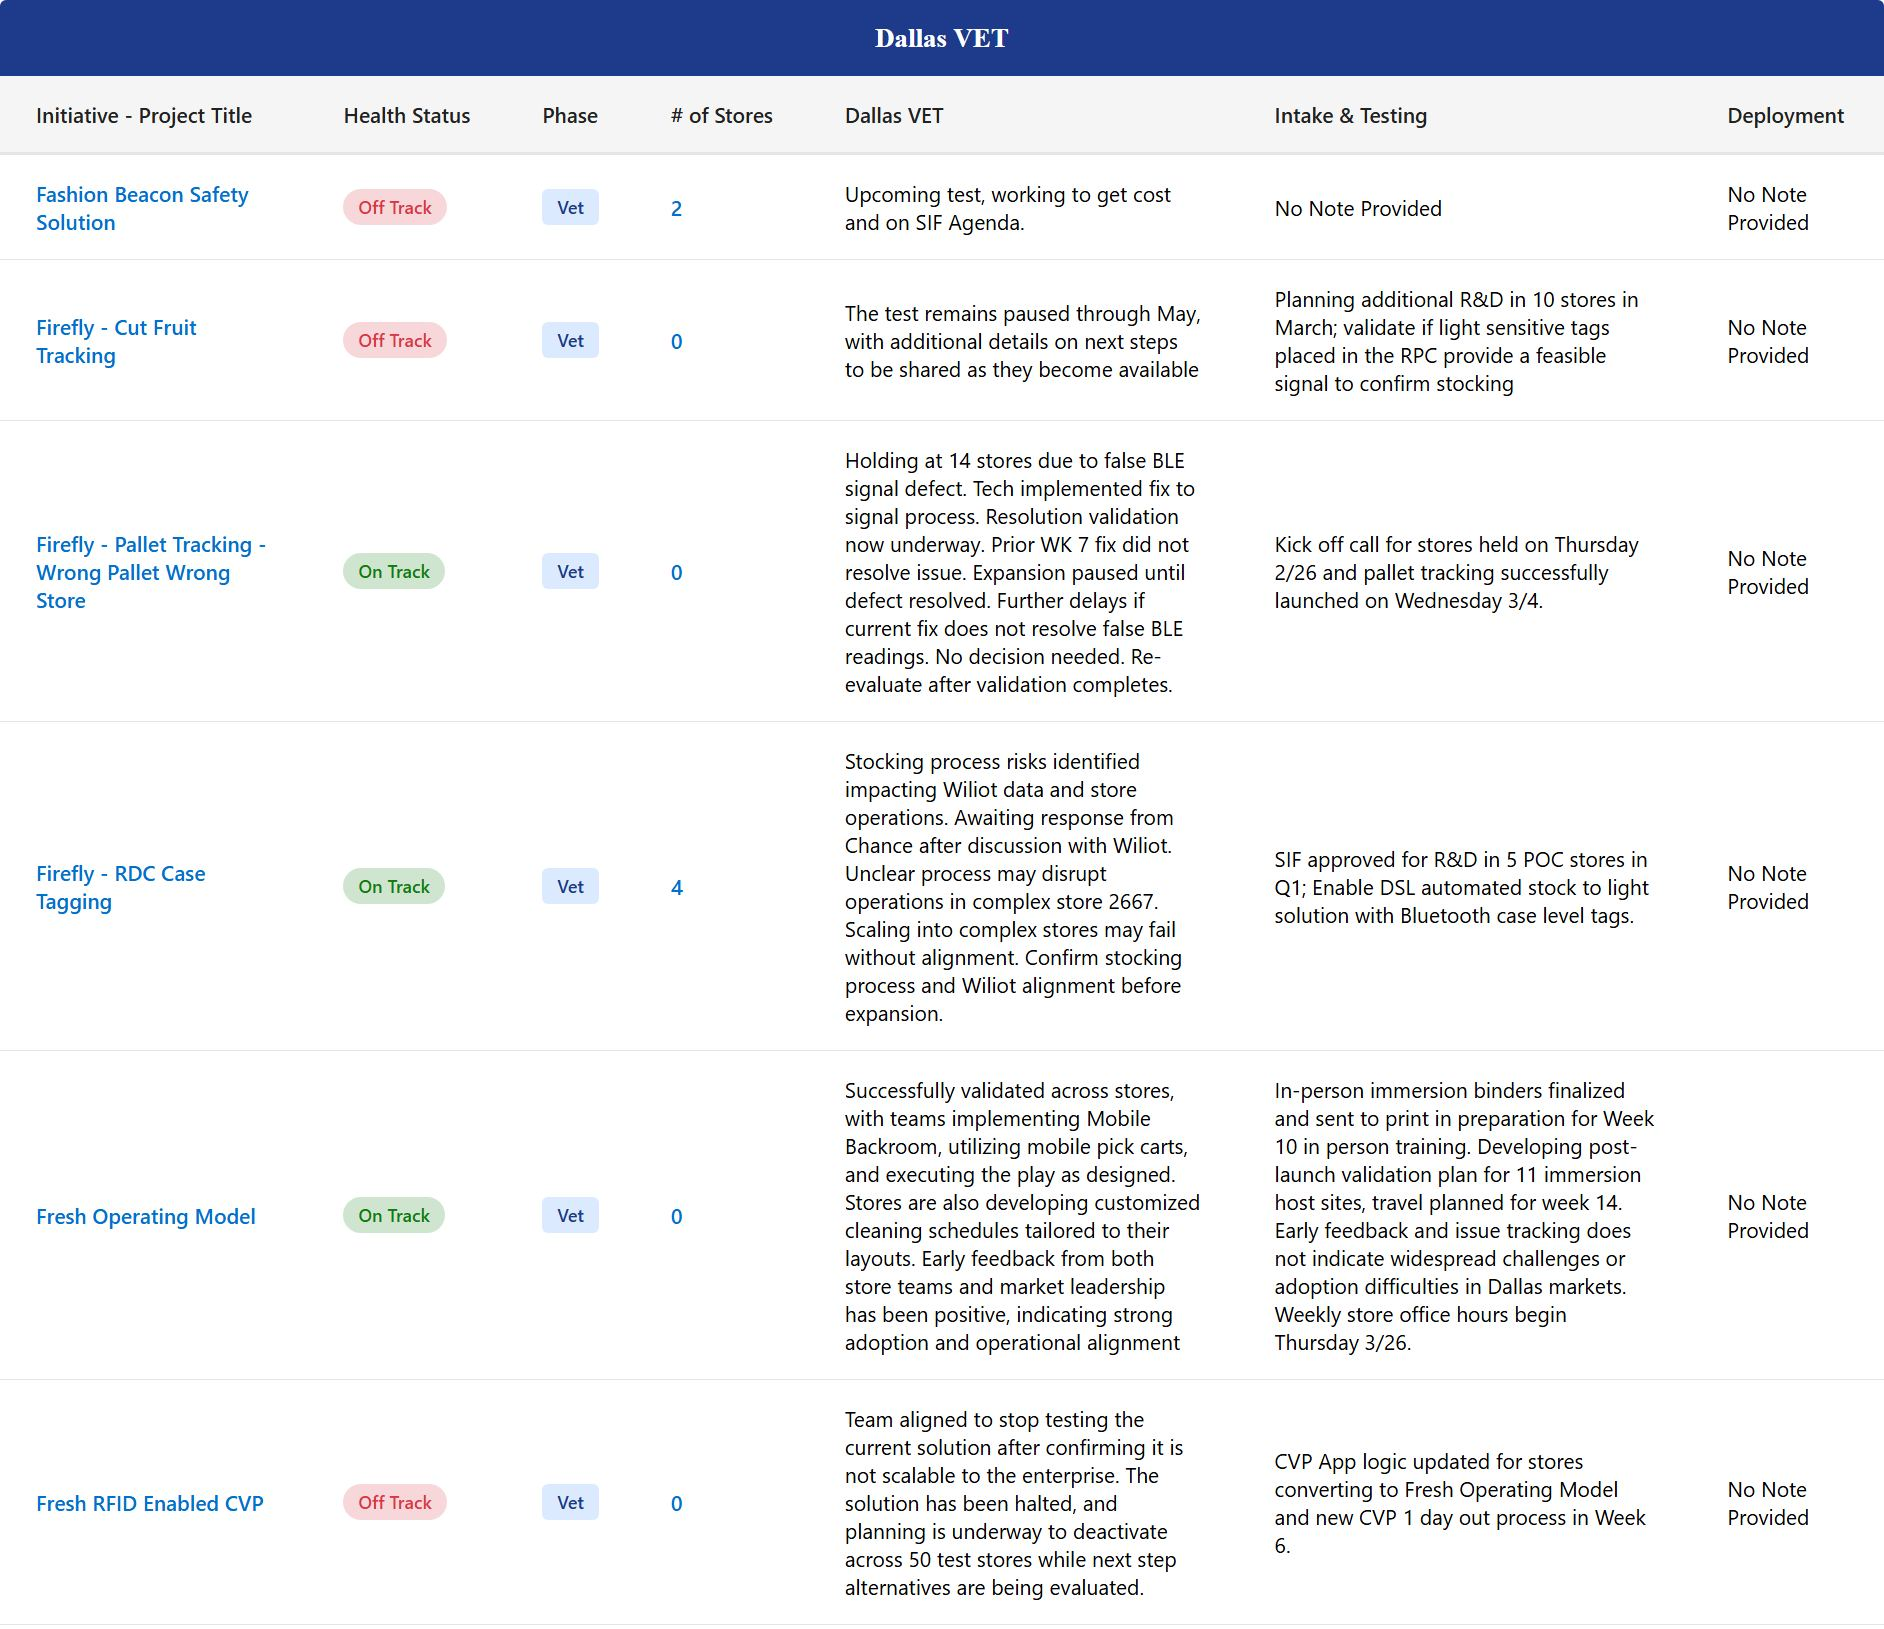 Dallas VET
Initiative - Project Title
Health Status
Phase
# of Stores
Dallas VET
Intake & Testing
Deployment
Fashion Beacon Safety
Solution
Off Track
Vet
2
Upcoming test, working to get cost
and on SIF Agenda.
No Note Provided
No Note
Provided
Firefly - Cut Fruit
Tracking
Off Track
Vet
0
The test remains paused through May,
with additional details on next steps
to be shared as they become available
Planning additional R&D in 10 stores in
March; validate if light sensitive tags
placed in the RPC provide a feasible
signal to confirm stocking
No Note
Provided
Firefly - Pallet Tracking -
Wrong Pallet Wrong
Store
On Track
Vet
0
Holding at 14 stores due to false BLE
signal defect. Tech implemented fix to
signal process. Resolution validation
now underway. Prior WK 7 fix did not
resolve issue. Expansion paused until
defect resolved. Further delays if
current fix does not resolve false BLE
readings. No decision needed. Re-
evaluate after validation completes.
Kick off call for stores held on Thursday
2/26 and pallet tracking successfully
launched on Wednesday 3/4.
No Note
Provided
Firefly - RDC Case
Tagging
On Track
Vet
4
Stocking process risks identified
impacting Wiliot data and store
operations. Awaiting response from
Chance after discussion with Wiliot.
Unclear process may disrupt
operations in complex store 2667.
Scaling into complex stores may fail
without alignment. Confirm stocking
process and Wiliot alignment before
expansion.
SIF approved for R&D in 5 POC stores in
Q1; Enable DSL automated stock to light
solution with Bluetooth case level tags.
No Note
Provided
Fresh Operating Model
On Track
Vet
0
Successfully validated across stores,
with teams implementing Mobile
Backroom, utilizing mobile pick carts,
and executing the play as designed.
Stores are also developing customized
cleaning schedules tailored to their
layouts. Early feedback from both
store teams and market leadership
has been positive, indicating strong
adoption and operational alignment
In-person immersion binders finalized
and sent to print in preparation for Week
10 in person training. Developing post-
launch validation plan for 11 immersion
host sites, travel planned for week 14.
Early feedback and issue tracking does
not indicate widespread challenges or
adoption difficulties in Dallas markets.
Weekly store office hours begin
Thursday 3/26.
No Note
Provided
Fresh RFID Enabled CVP
Off Track
Vet
0
Team aligned to stop testing the
current solution after confirming it is
not scalable to the enterprise. The
solution has been halted, and
planning is underway to deactivate
across 50 test stores while next step
alternatives are being evaluated.
CVP App logic updated for stores
converting to Fresh Operating Model
and new CVP 1 day out process in Week
6.
No Note
Provided